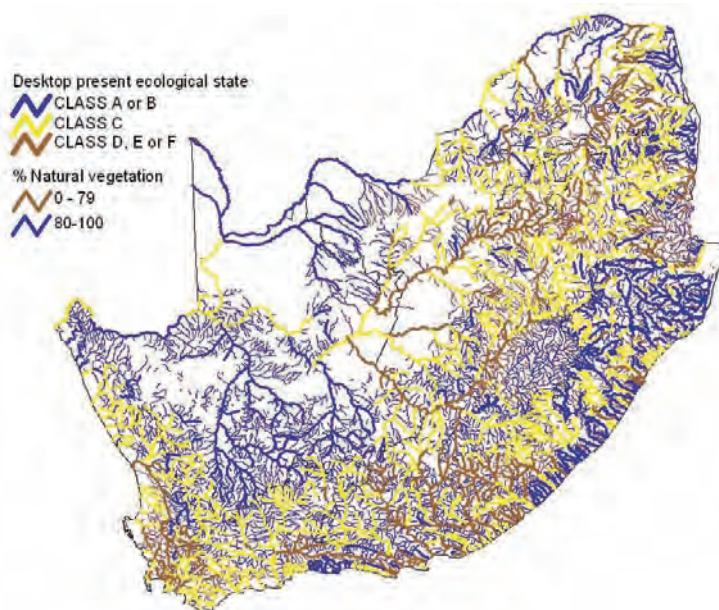 Desktop present ecological state
CLASS A or B
CLASS C
CLASS D, E or F
% Natural vegetation
0 - 79
80-100